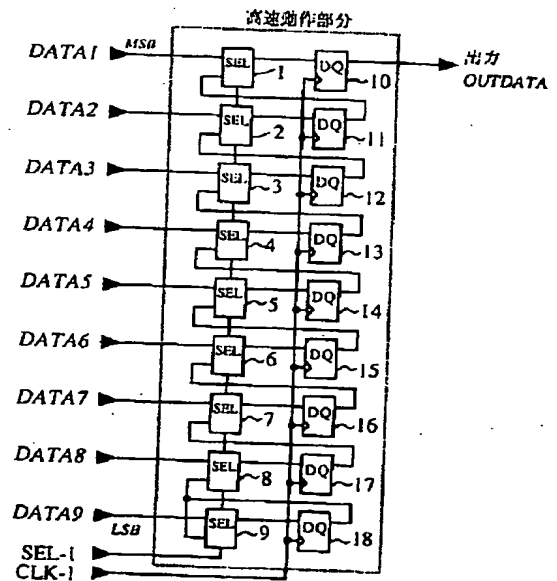 高速動作部分
DATA1 MSB SEL 1 DQ 10 出力
OUTDATA
DATA2 SEL 2 DQ 11
DATA3 SEL 3 DQ 12
DATA4 SEL 4 DQ 13
DATA5 SEL 5 DQ 14
DATA6 SEL 6 DQ 15
DATA7 SEL 7 DQ 16
DATA8 SEL 8 DQ 17
DATA9 LSB SEL 9 DQ 18
SEL-1
CLK-1